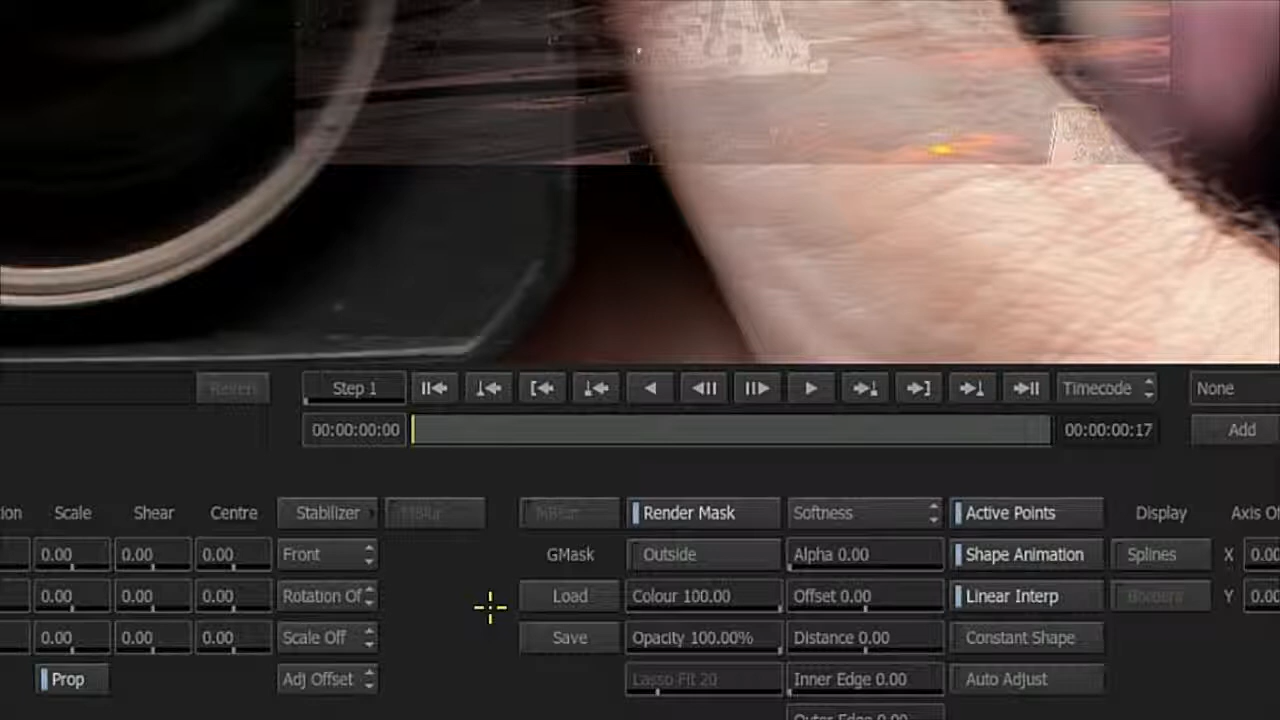 Revert Step 1 Timecode None
00:00:00:00 00:00:00:17 Add
ion Scale Shear Centre Stabilizer MBlur MBlur Render Mask Softness Active Points Display Axis Of
0.00 0.00 0.00 Front GMask Outside Alpha 0.00 Shape Animation Splines X 0.00
0.00 0.00 0.00 Rotation Of Load Colour 100.00 Offset 0.00 Linear Interp Borders Y 0.00
0.00 0.00 0.00 Scale Off Save Opacity 100.00% Distance 0.00 Constant Shape
Prop Adj Offset Lasso Fit 20 Inner Edge 0.00 Auto Adjust
Outer Edge 0.00